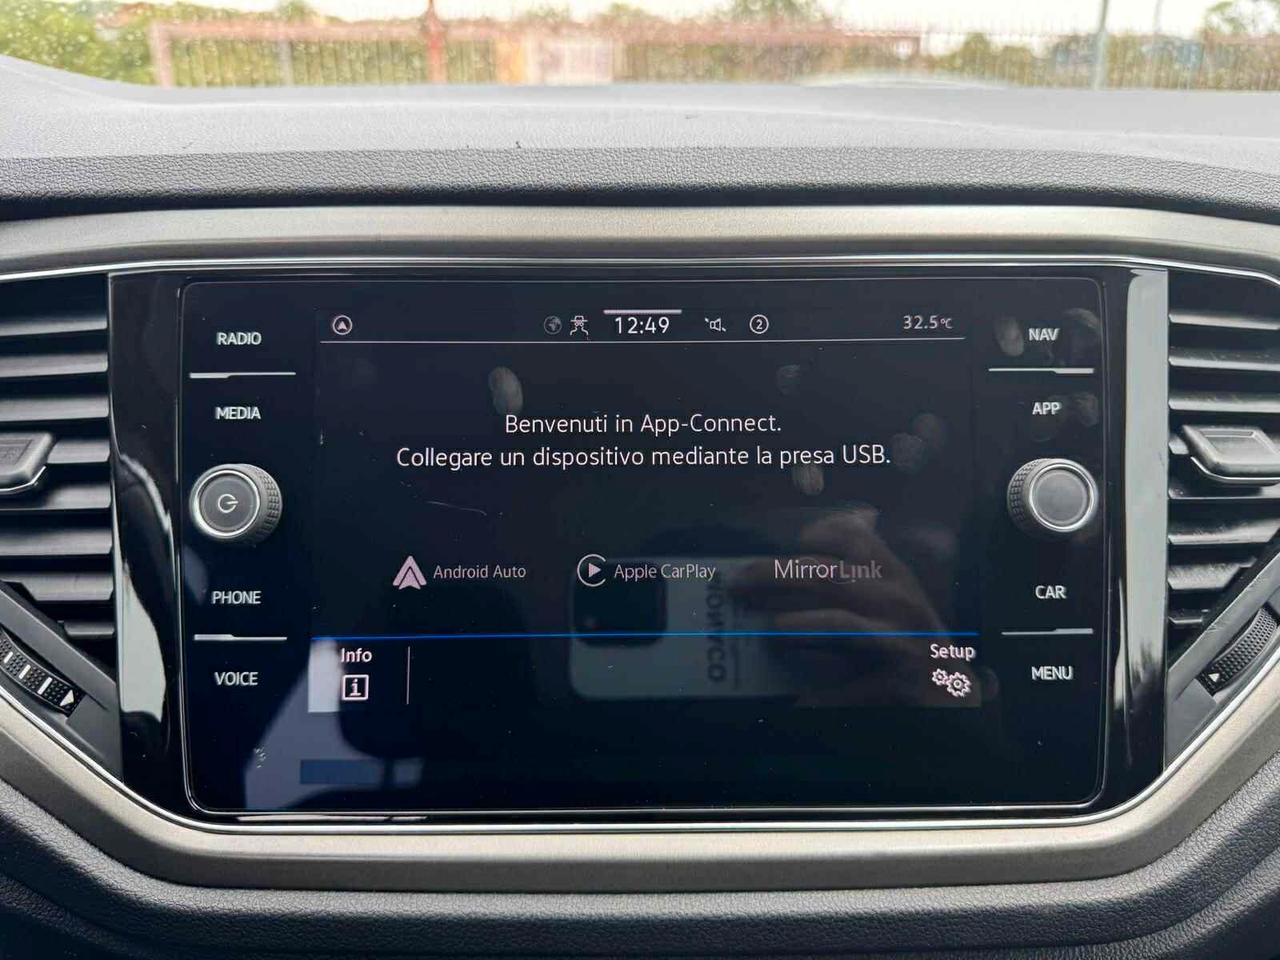 RADIO
MEDIA
PHONE
VOICE
12:49
2
32.5°C
Benvenuti in App-Connect.
Collegare un dispositivo mediante la presa USB.
Android Auto
Apple CarPlay
MirrorLink
Info
i
Setup
NAV
APP
CAR
MENU